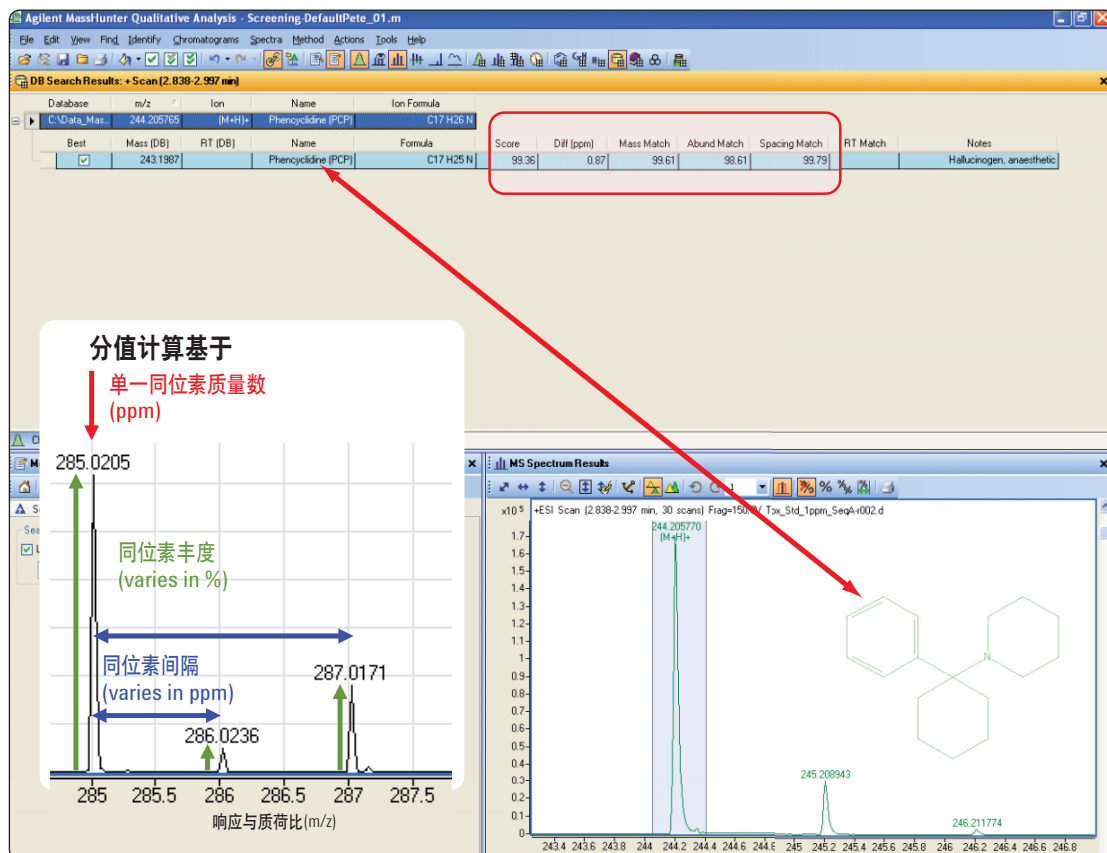 Agilent MassHunter Qualitative Analysis - Screening-DefaultPete_01.m
File Edit View Find Identify Chromatograms Spectra Method Actions Tools Help
DB Search Results: + Scan (2.838-2.997 min)
Database m/z Ion Name Ion Formula
C:\Data_Mas... 244.205765 (M+H)+ Phencyclidine (PCP) C17 H26 N
Best Mass (DB) RT (DB) Name Formula Score Diff (ppm) Mass Match Abund Match Spacing Match RT Match Notes
243.1987 Phencyclidine (PCP) C17 H25 N 99.36 0.87 99.61 98.61 99.79 Hallucinogen, anaesthetic
分值计算基于
单一同位素质量数
(ppm)
285.0205
同位素丰度
(varies in %)
同位素间隔
(varies in ppm)
287.0171
286.0236
285 285.5 286 286.5 287 287.5
响应与质荷比(m/z)
MS Spectrum Results
1
x10 5 +ESI Scan (2.838-2.997 min, 30 scans) Frag=150.0V Tox_Std_1ppm_SeqA-r002.d
244.205770
(M+H)+
1.7
1.6
1.5
1.4
1.3
1.2
1.1
1
0.9
0.8
0.7
0.6
0.5
0.4
0.3
0.2
0.1
0
N
245.208943
246.211774
243.4 243.6 243.8 244 244.2 244.4 244.6 244.8 245 245.2 245.4 245.6 245.8 246 246.2 246.4 246.6 246.8